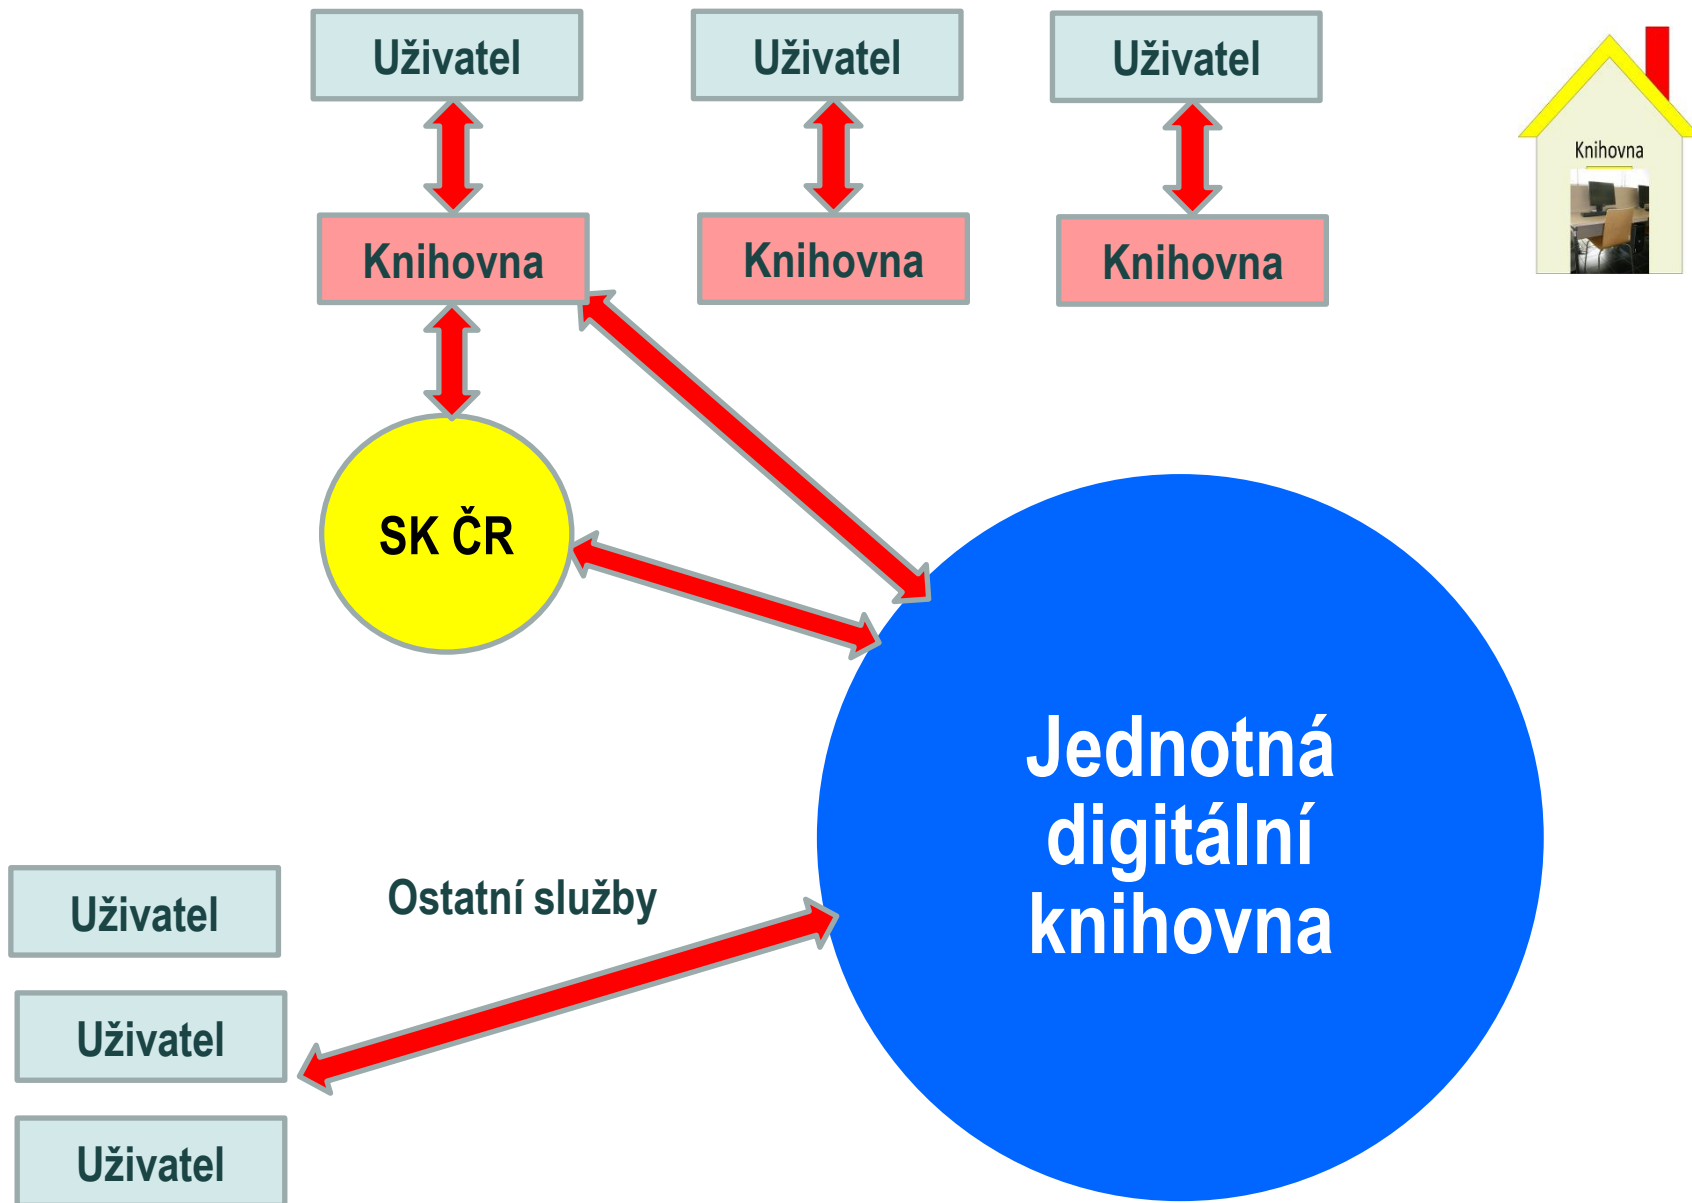 Uživatel
Uživatel
Uživatel
Knihovna
Knihovna
Knihovna
Knihovna
SK ČR
Jednotná
digitální
knihovna
Ostatní služby
Uživatel
Uživatel
Uživatel